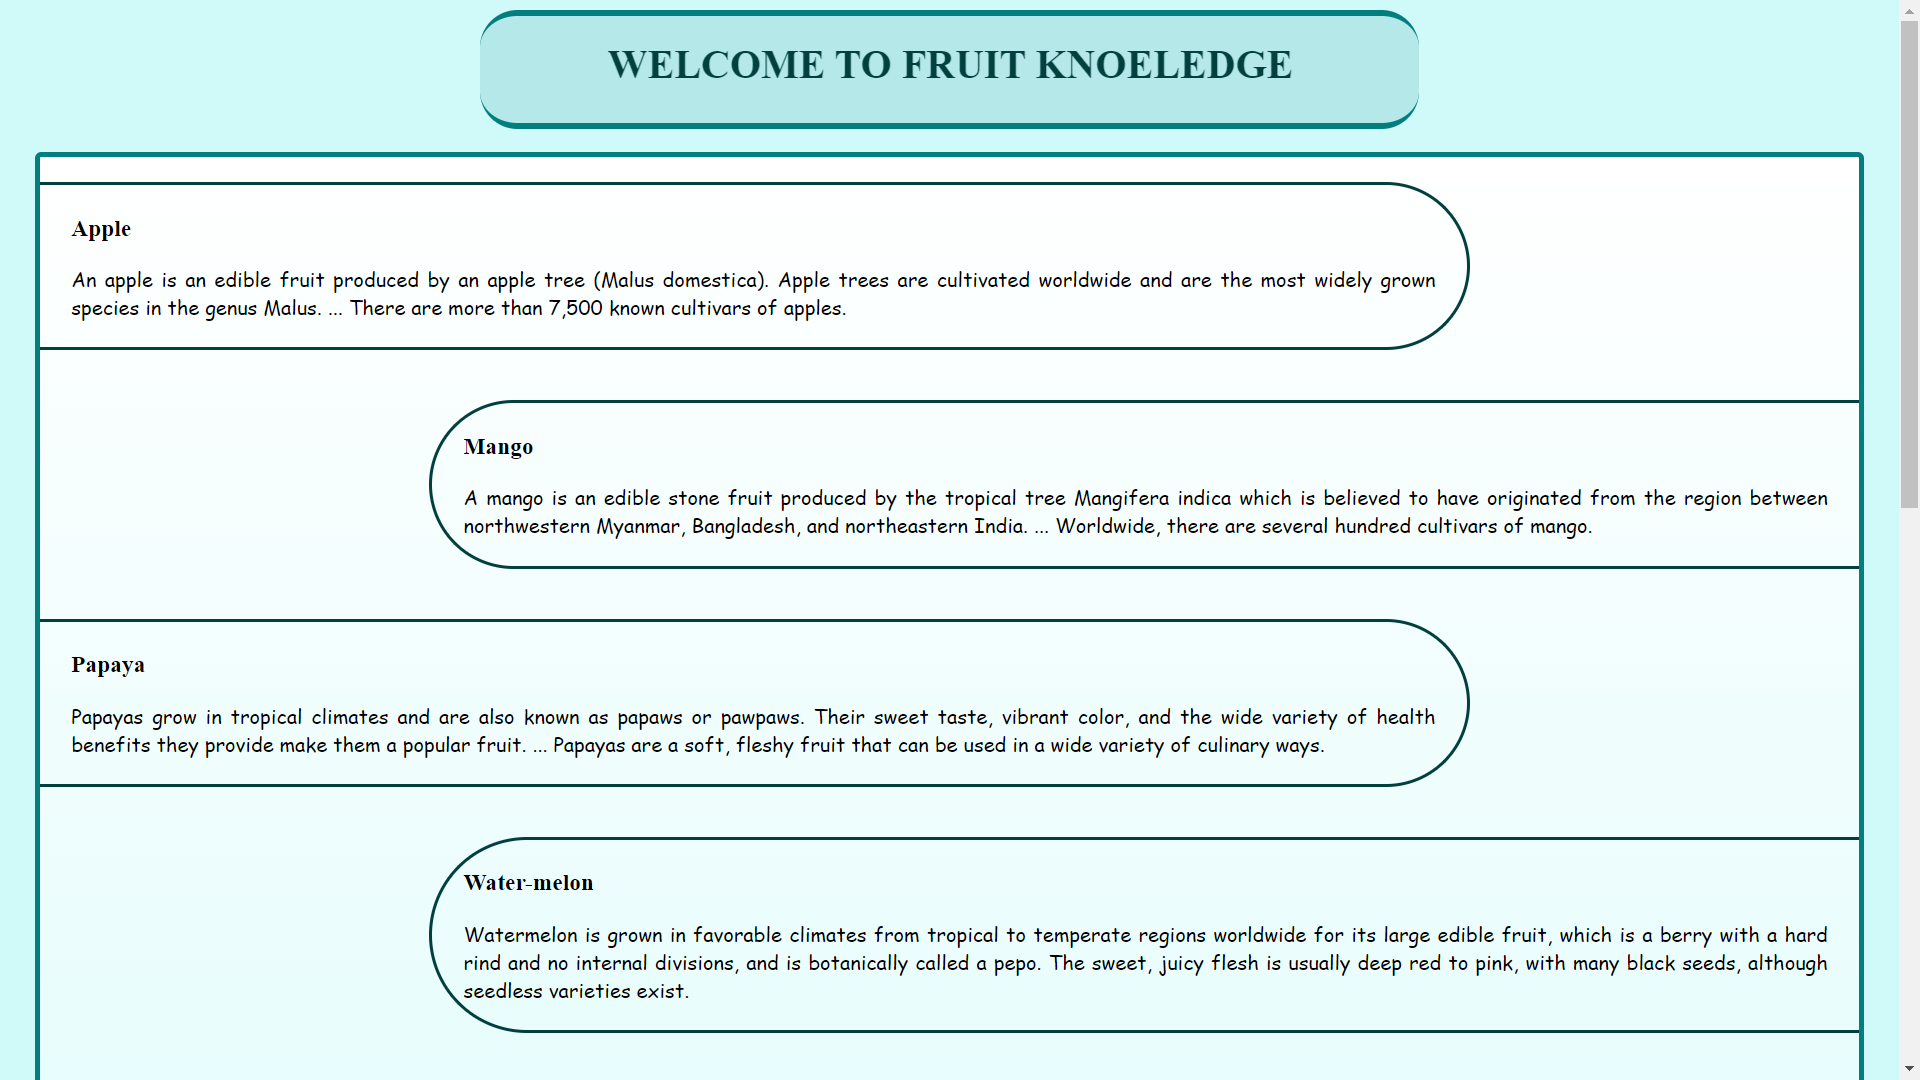 WELCOME TO FRUIT KNOELEDGE
Apple
An apple is an edible fruit produced by an apple tree (Malus domestica). Apple trees are cultivated worldwide and are the most widely grown
species in the genus Malus. ... There are more than 7,500 known cultivars of apples.
Mango
A mango is an edible stone fruit produced by the tropical tree Mangifera indica which is believed to have originated from the region between
northwestern Myanmar, Bangladesh, and northeastern India. ... Worldwide, there are several hundred cultivars of mango.
Papaya
Papayas grow in tropical climates and are also known as papaws or pawpaws. Their sweet taste, vibrant color, and the wide variety of health
benefits they provide make them a popular fruit. ... Papayas are a soft, fleshy fruit that can be used in a wide variety of culinary ways.
Water-melon
Watermelon is grown in favorable climates from tropical to temperate regions worldwide for its large edible fruit, which is a berry with a hard
rind and no internal divisions, and is botanically called a pepo. The sweet, juicy flesh is usually deep red to pink, with many black seeds, although
seedless varieties exist.